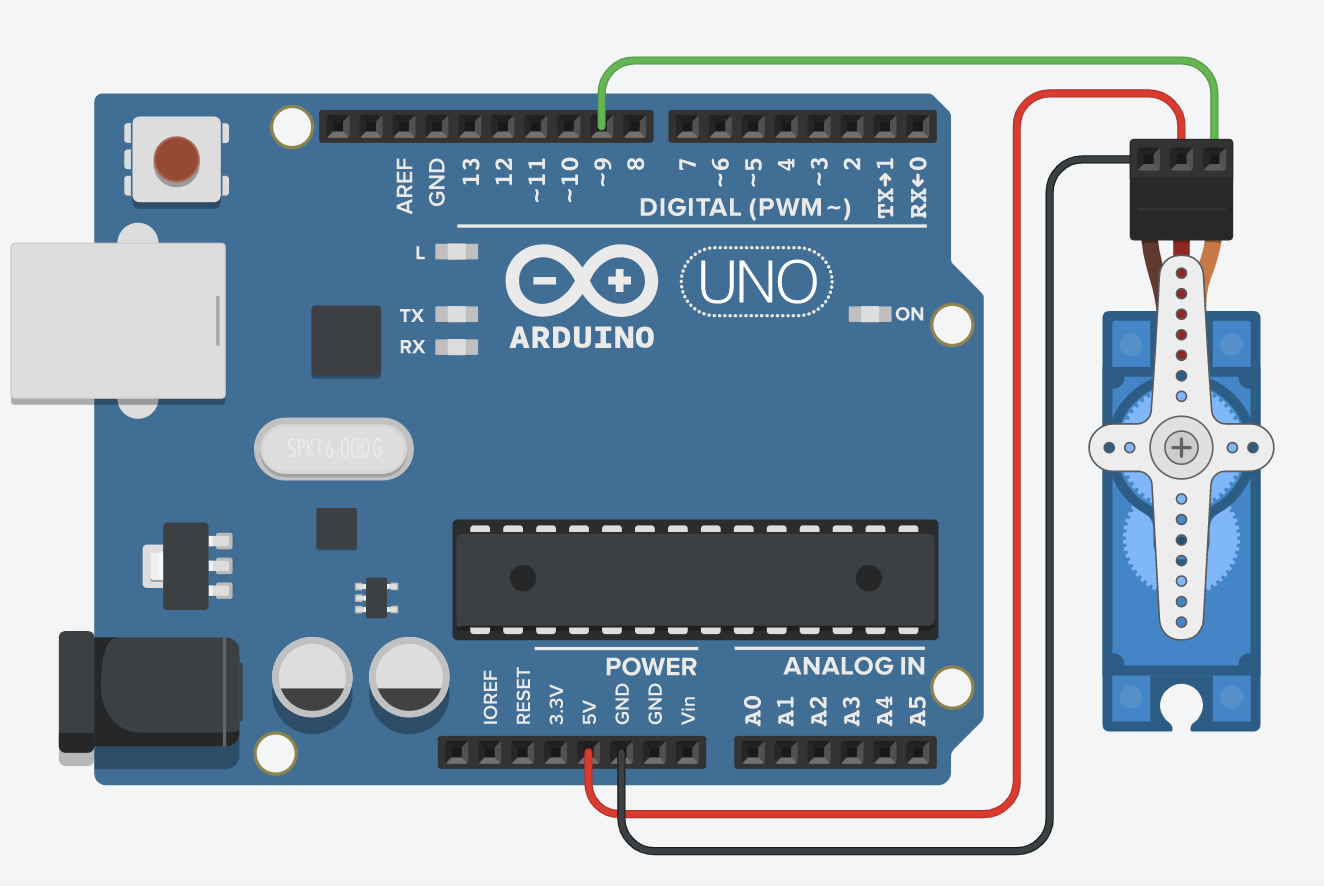 AREF
GND
13
12
~11
~10
~9
8
7
~6
~5
4
~3
2
TX→1
RX←0
DIGITAL (PWM~)
L
TX
RX
ARDUINO
UNO
ON
SPK16.000G
POWER
ANALOG IN
IOREF
RESET
3.3V
5V
GND
GND
Vin
A0
A1
A2
A3
A4
A5